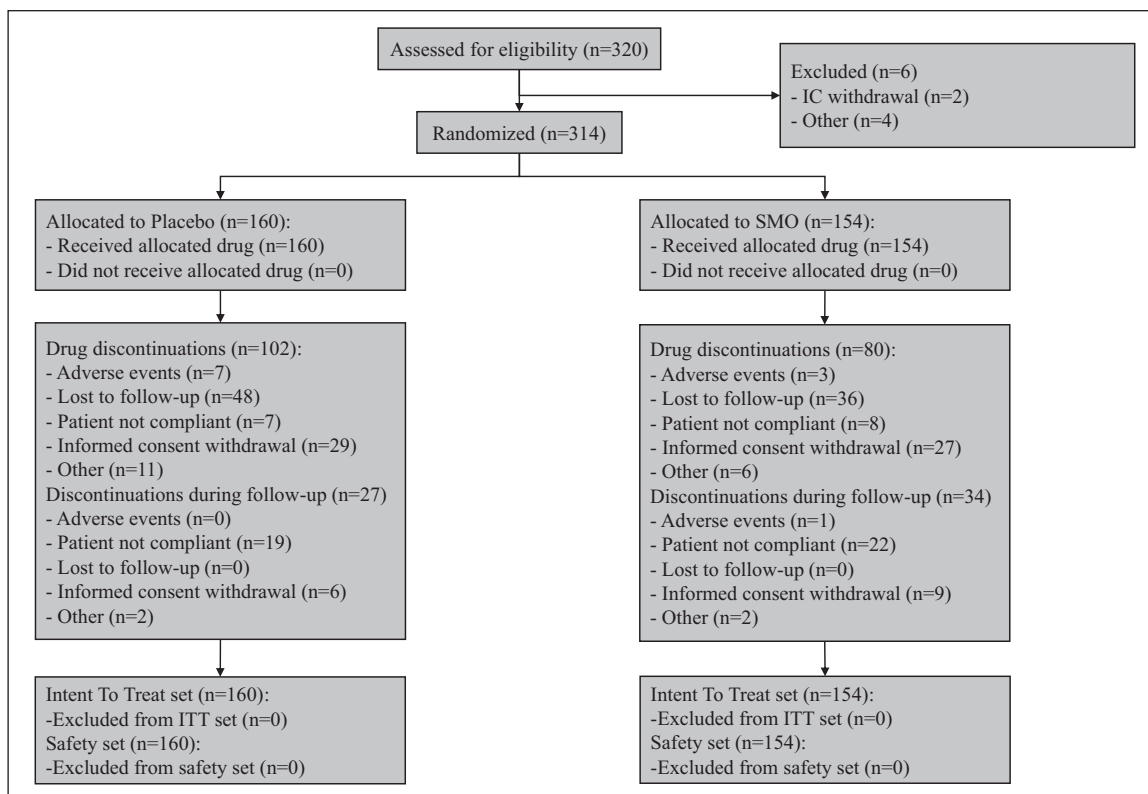 Assessed for eligibility (n=320)
Excluded (n=6)
- IC withdrawal (n=2)
- Other (n=4)
Randomized (n=314)
Allocated to Placebo (n=160):
- Received allocated drug (n=160)
- Did not receive allocated drug (n=0)
Allocated to SMO (n=154):
- Received allocated drug (n=154)
- Did not receive allocated drug (n=0)
Drug discontinuations (n=102):
- Adverse events (n=7)
- Lost to follow-up (n=48)
- Patient not compliant (n=7)
- Informed consent withdrawal (n=29)
- Other (n=11)
Discontinuations during follow-up (n=27)
- Adverse events (n=0)
- Patient not compliant (n=19)
- Lost to follow-up (n=0)
- Informed consent withdrawal (n=6)
- Other (n=2)
Drug discontinuations (n=80):
- Adverse events (n=3)
- Lost to follow-up (n=36)
- Patient not compliant (n=8)
- Informed consent withdrawal (n=27)
- Other (n=6)
Discontinuations during follow-up (n=34)
- Adverse events (n=1)
- Patient not compliant (n=22)
- Lost to follow-up (n=0)
- Informed consent withdrawal (n=9)
- Other (n=2)
Intent To Treat set (n=160):
-Excluded from ITT set (n=0)
Safety set (n=160):
-Excluded from safety set (n=0)
Intent To Treat set (n=154):
-Excluded from ITT set (n=0)
Safety set (n=154):
-Excluded from safety set (n=0)